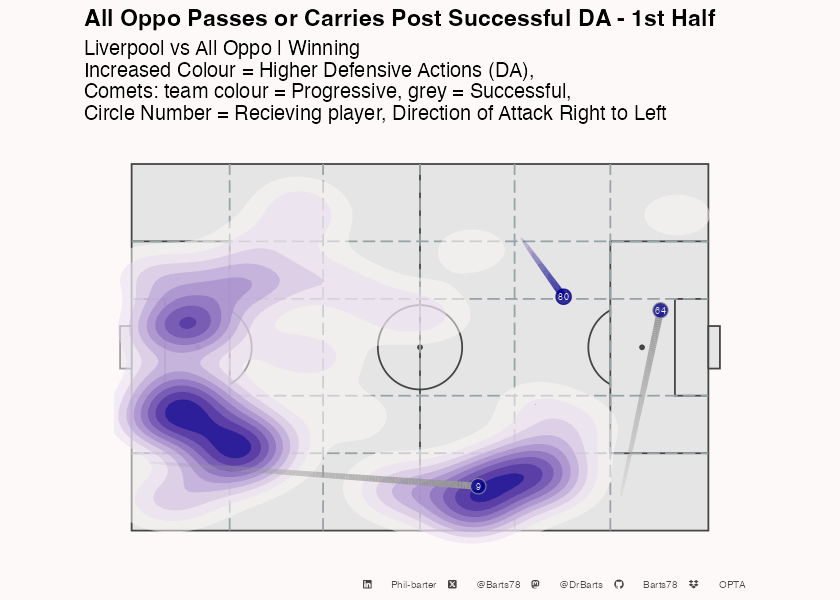 All Oppo Passes or Carries Post Successful DA - 1st Half
Liverpool vs All Oppo | Winning
Increased Colour = Higher Defensive Actions (DA),
Comets: team colour = Progressive, grey = Successful,
Circle Number = Recieving player, Direction of Attack Right to Left
80
64
9
Phil-barter @Barts78 @DrBarts Barts78 OPTA